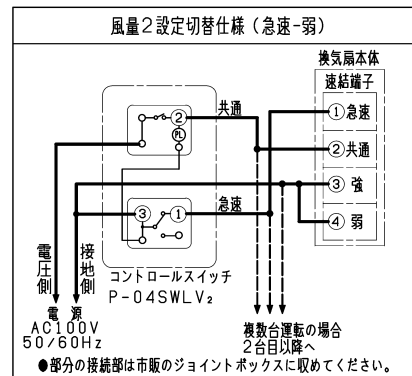 風量2設定切替仕様（急速-弱）
換気扇本体
速結端子
①急速
②共通
③強
④弱
共通
②
PL
急速
③ ①
電圧側
接地側
コントロールスイッチ
P-04SWLV₂
電源
AC100V
50/60Hz
複数台運転の場合
2台目以降へ
●部分の接続部は市販のジョイントボックスに収めてください。